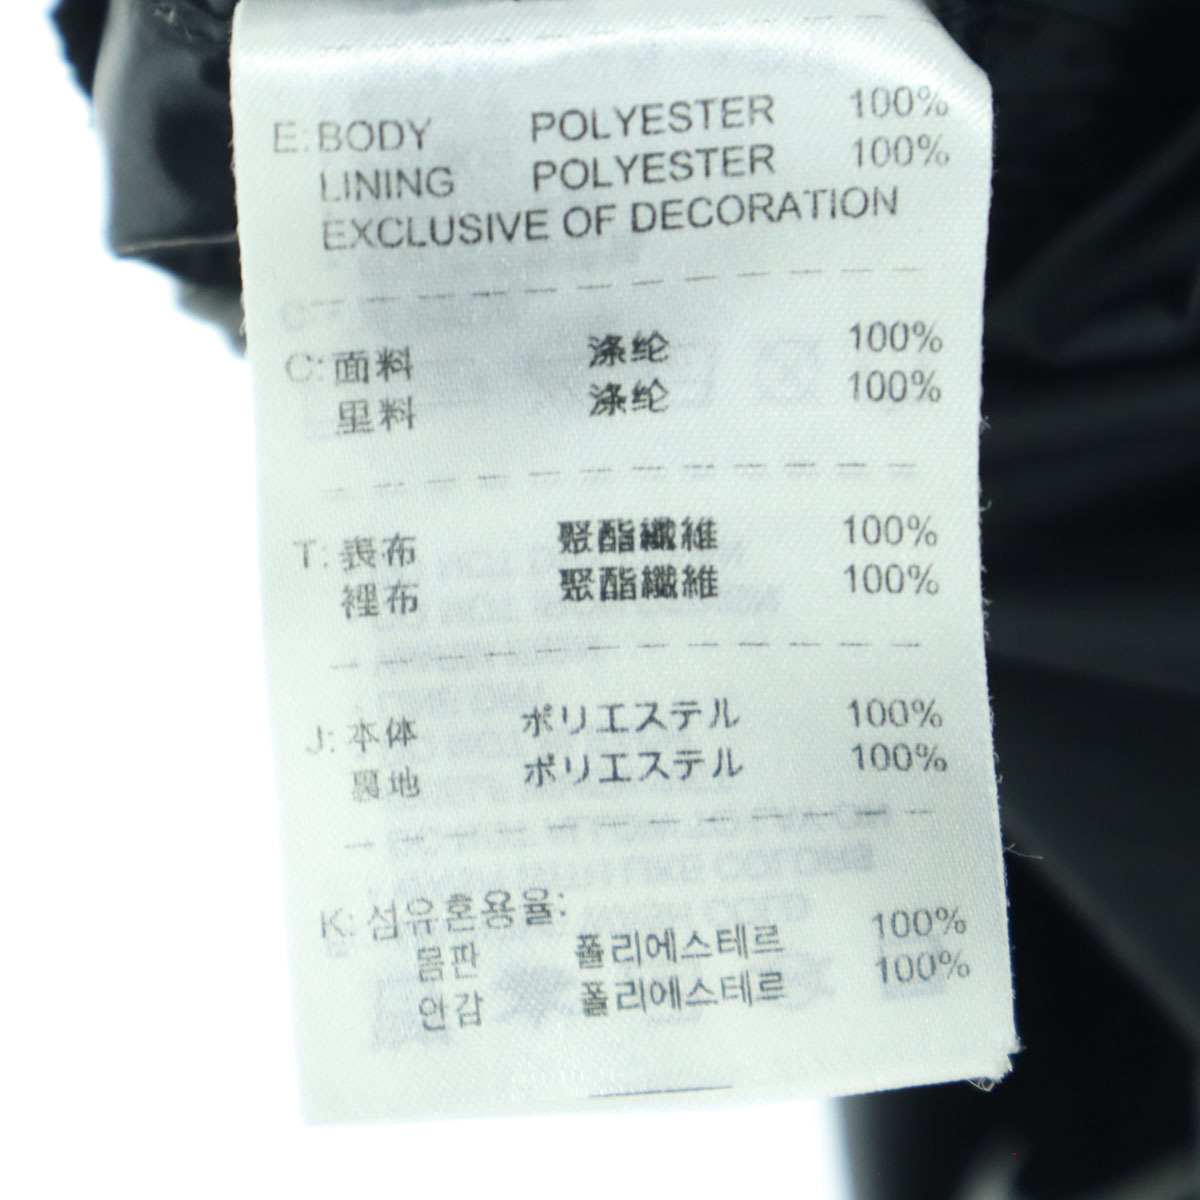 E: BODY POLYESTER 100%
LINING POLYESTER 100%
EXCLUSIVE OF DECORATION
C: 面料 涤纶 100%
里料 涤纶 100%
T: 表布 聚酯纖維 100%
裡布 聚酯纖維 100%
J: 本体 ポリエステル 100%
裏地 ポリエステル 100%
K: 섬유혼용율:
몸판 폴리에스테르 100%
안감 폴리에스테르 100%